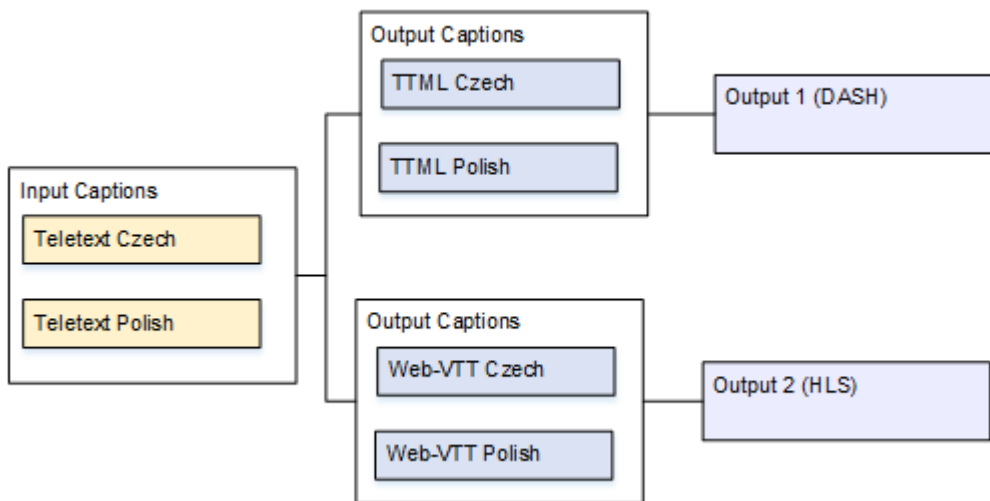 Input Captions
Teletext Czech
Teletext Polish
Output Captions
TTML Czech
TTML Polish
Output 1 (DASH)
Output Captions
Web-VTT Czech
Web-VTT Polish
Output 2 (HLS)